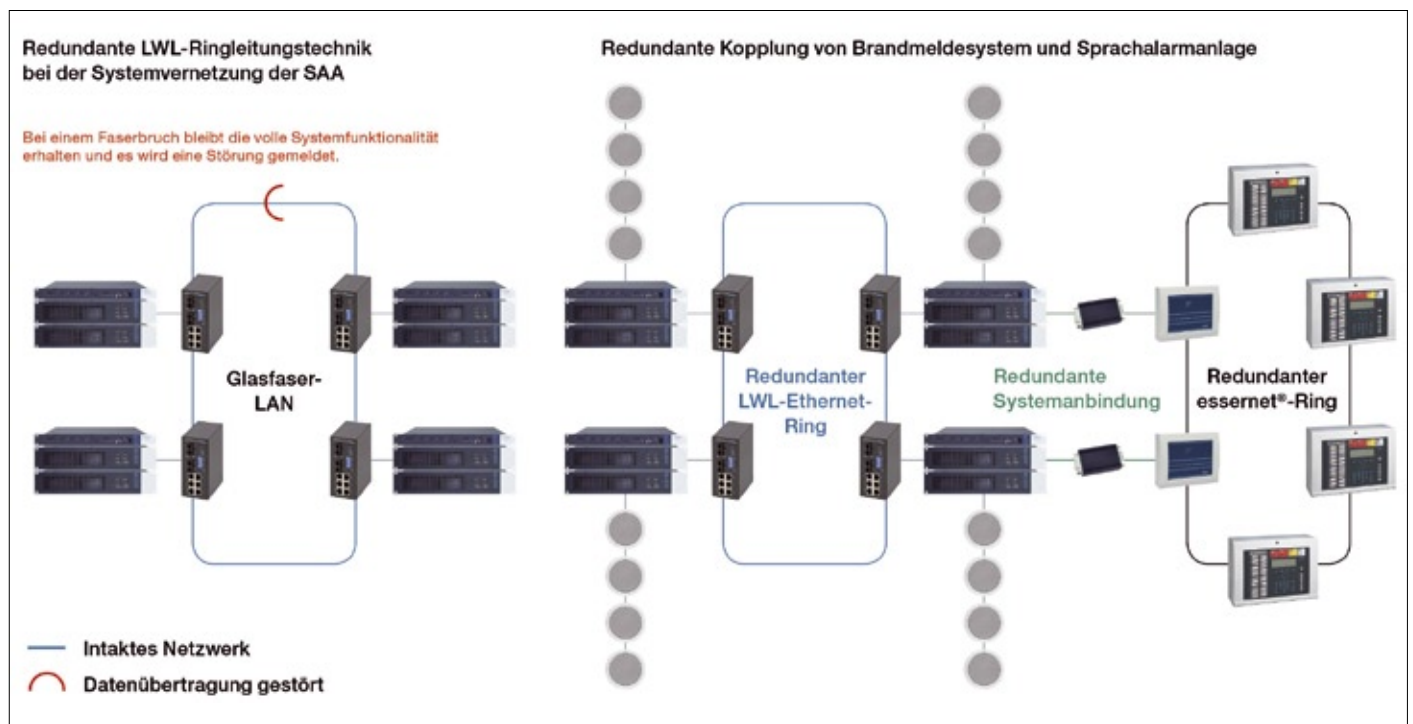 Redundante LWL-Ringleitungstechnik
bei der Systemvernetzung der SAA
Bei einem Faserbruch bleibt die volle Systemfunktionalität
erhalten und es wird eine Störung gemeldet.
Glasfaser-
LAN
Intaktes Netzwerk
Datenübertragung gestört
Redundante Kopplung von Brandmeldesystem und Sprachalarmanlage
Redundanter
LWL-Ethernet-
Ring
Redundante
Systemanbindung
Redundanter
essernet®-Ring